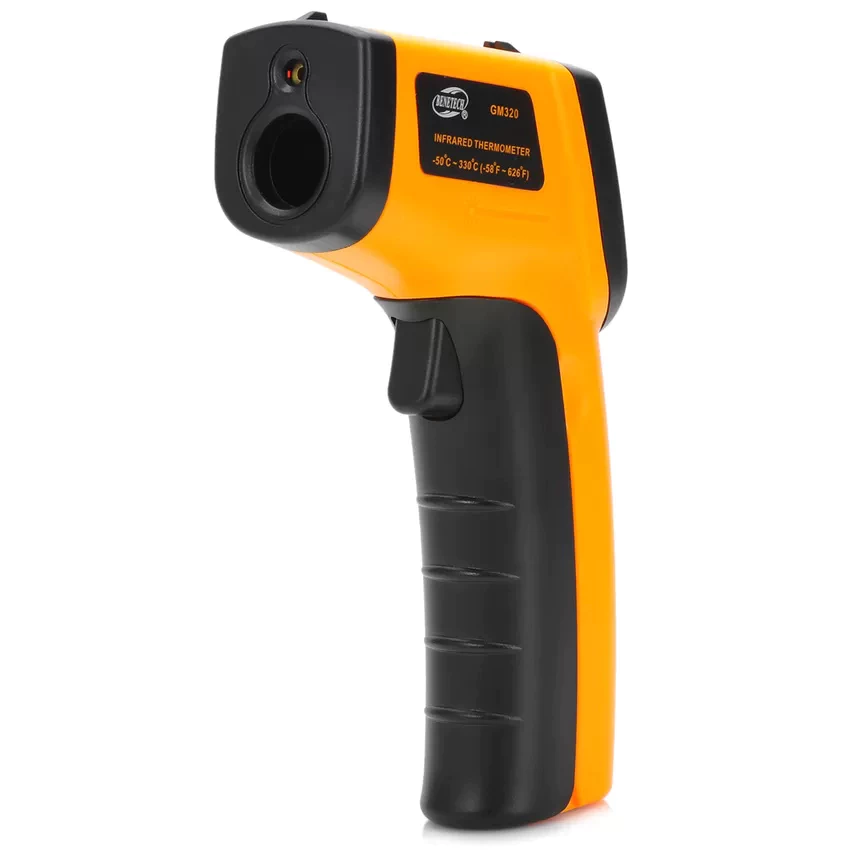 BENETECH ®
GM320
INFRARED THERMOMETER
-50°C ~ 330°C (-58°F ~ 626°F)